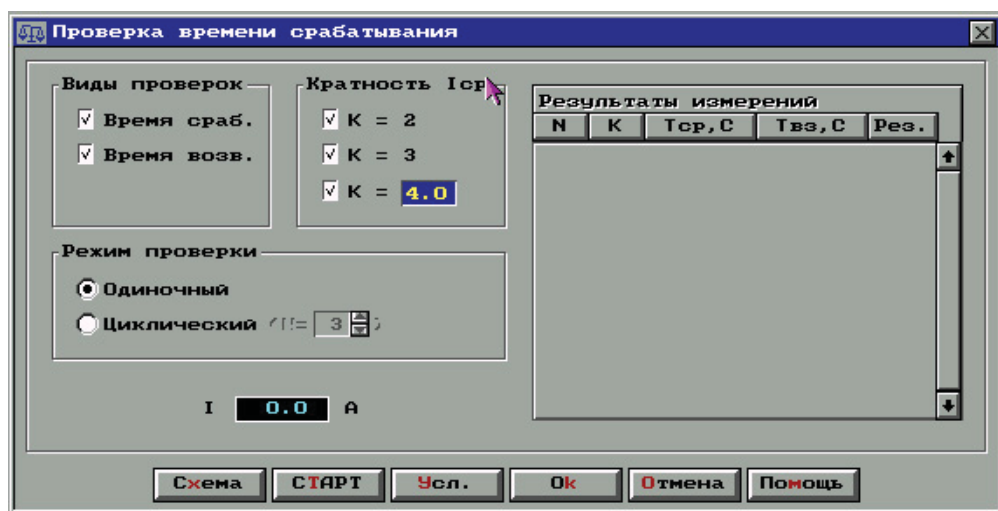 Проверка времени срабатывания
Виды проверок
Время сраб.
Время возв.
Кратность Iср
К = 2
К = 3
К = 4.0
Режим проверки
Одиночный
Циклический (N= 3 )
I 0.0 А
Результаты измерений
N К Тср,С Твз,С Рез.
Схема СТАРТ Усл. Ok Отмена Помощь